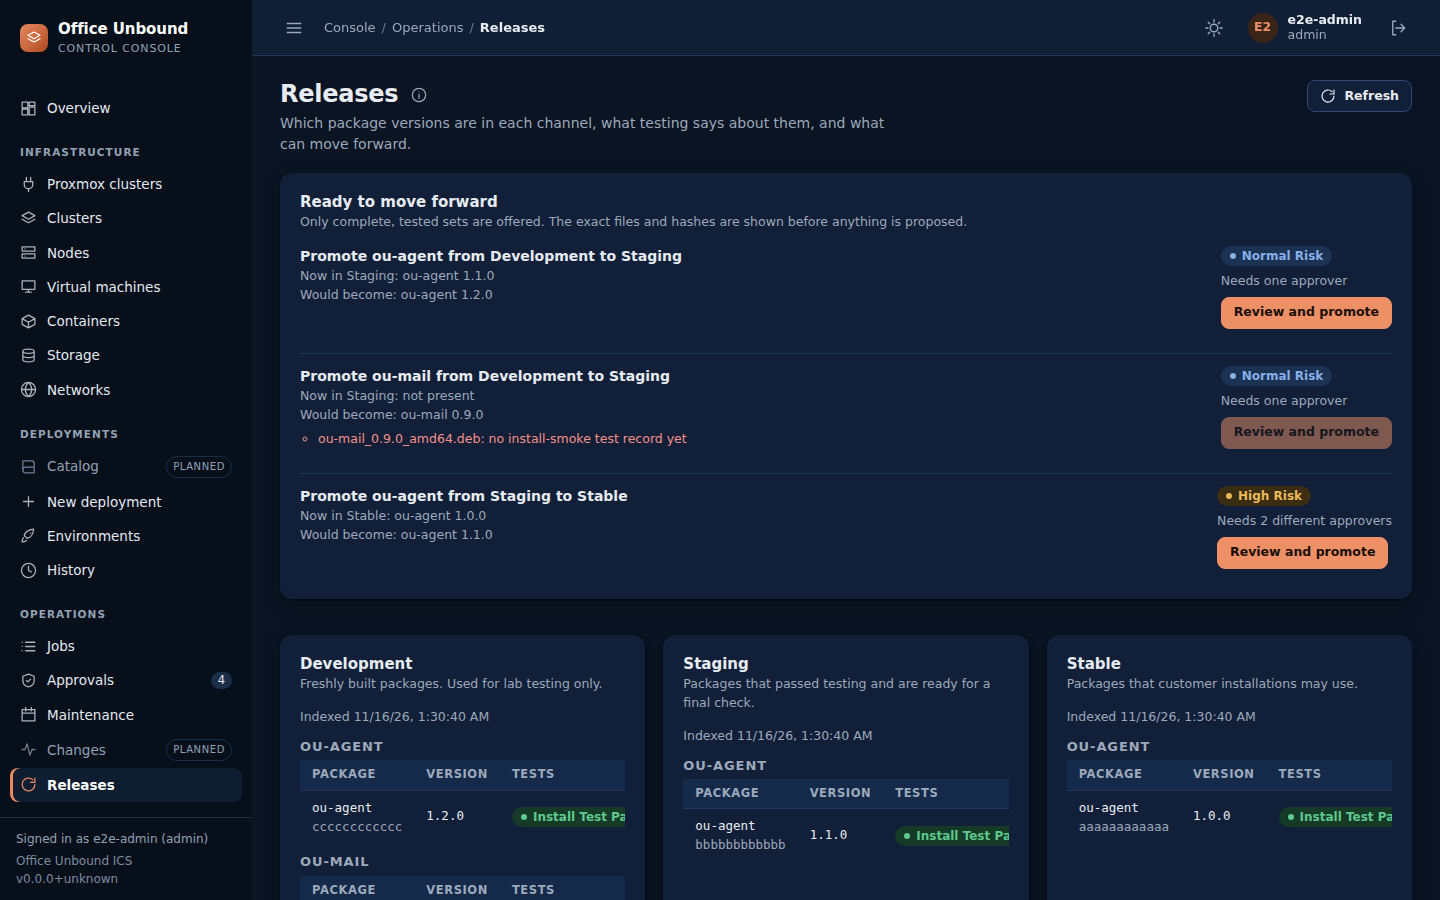 Office Unbound
CONTROL CONSOLE
Overview
INFRASTRUCTURE
Proxmox clusters
Clusters
Nodes
Virtual machines
Containers
Storage
Networks
DEPLOYMENTS
Catalog PLANNED
New deployment
Environments
History
OPERATIONS
Jobs
Approvals 4
Maintenance
Changes PLANNED
Releases
Signed in as e2e-admin (admin)
Office Unbound ICS
v0.0.0+unknown
Console / Operations / Releases
E2
e2e-admin
admin
Releases
Refresh
Which package versions are in each channel, what testing says about them, and what
can move forward.
Ready to move forward
Only complete, tested sets are offered. The exact files and hashes are shown before anything is proposed.
Promote ou-agent from Development to Staging
Now in Staging: ou-agent 1.1.0
Would become: ou-agent 1.2.0
Normal Risk
Needs one approver
Review and promote
Promote ou-mail from Development to Staging
Now in Staging: not present
Would become: ou-mail 0.9.0
ou-mail_0.9.0_amd64.deb: no install-smoke test record yet
Normal Risk
Needs one approver
Review and promote
Promote ou-agent from Staging to Stable
Now in Stable: ou-agent 1.0.0
Would become: ou-agent 1.1.0
High Risk
Needs 2 different approvers
Review and promote
Development
Freshly built packages. Used for lab testing only.
Indexed 11/16/26, 1:30:40 AM
OU-AGENT
PACKAGE VERSION TESTS
ou-agent
cccccccccccc
1.2.0
Install Test Pa
OU-MAIL
PACKAGE VERSION TESTS
Staging
Packages that passed testing and are ready for a
final check.
Indexed 11/16/26, 1:30:40 AM
OU-AGENT
PACKAGE VERSION TESTS
ou-agent
bbbbbbbbbbbb
1.1.0
Install Test Pa
Stable
Packages that customer installations may use.
Indexed 11/16/26, 1:30:40 AM
OU-AGENT
PACKAGE VERSION TESTS
ou-agent
aaaaaaaaaaaa
1.0.0
Install Test Pa